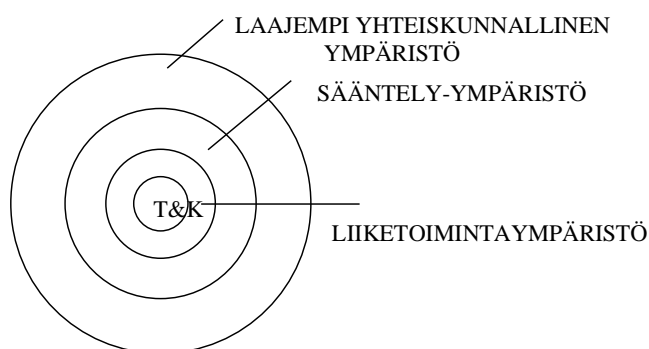 LAAJEMPI YHTEISKUNNALLINEN
YMPÄRISTÖ
SÄÄNTELY-YMPÄRISTÖ
T&K
LIIKETOIMINTAYMPÄRISTÖ